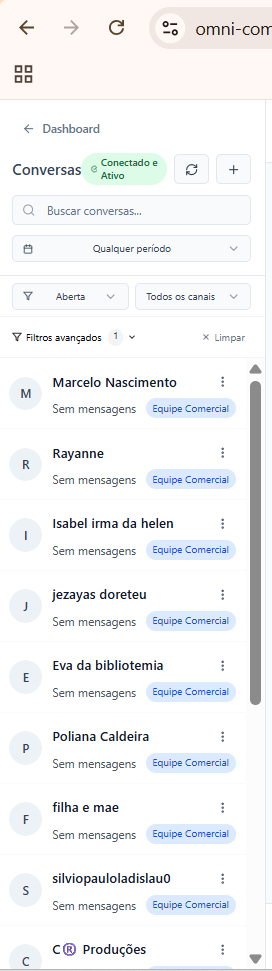 omni-com
Dashboard
Conversas
Conectado e
Ativo
Buscar conversas...
Qualquer período
Aberta
Todos os canais
Filtros avançados 1
Limpar
M
Marcelo Nascimento
Sem mensagens
Equipe Comercial
R
Rayanne
Sem mensagens
Equipe Comercial
I
Isabel irma da helen
Sem mensagens
Equipe Comercial
J
jezayas doreteu
Sem mensagens
Equipe Comercial
E
Eva da bibliotemia
Sem mensagens
Equipe Comercial
P
Poliana Caldeira
Sem mensagens
Equipe Comercial
F
filha e mae
Sem mensagens
Equipe Comercial
S
silviopauloladislau0
Sem mensagens
Equipe Comercial
C
C®️ Produções
Sem mensagens